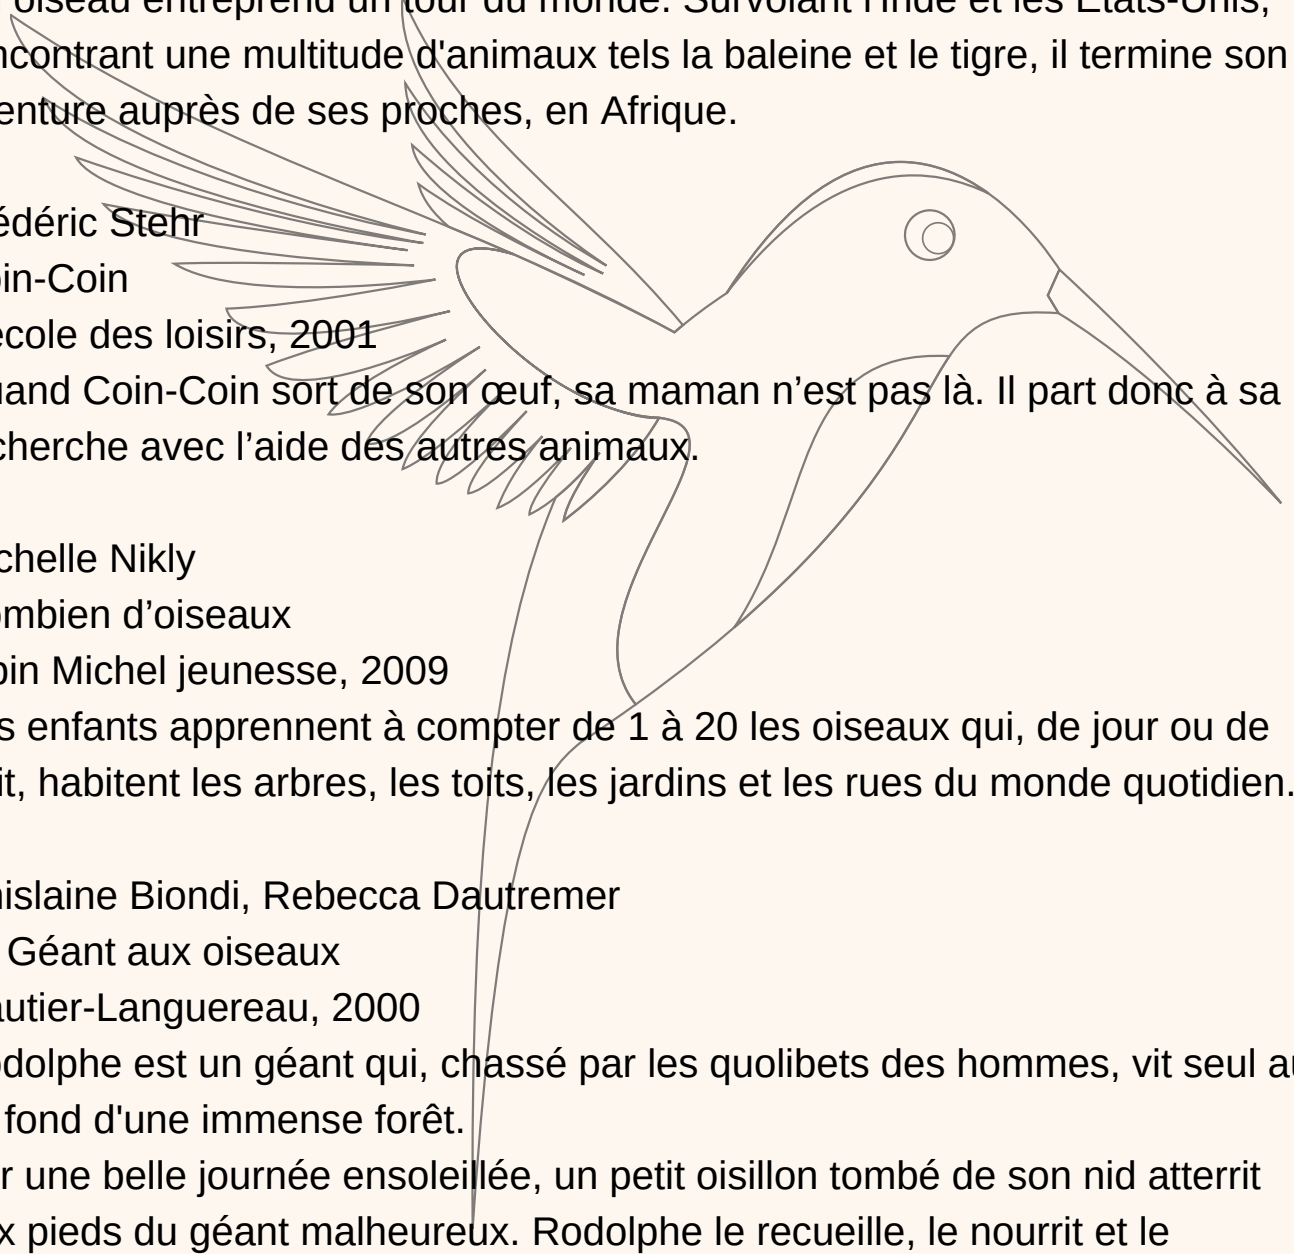 oiseau entreprend un tour du monde. Survolant l'Inde et les États-Unis,
ncontrant une multitude d'animaux tels la baleine et le tigre, il termine son
enture auprès de ses proches, en Afrique.
édéric Stehr
oin-Coin
école des loisirs, 2001
uand Coin-Coin sort de son œuf, sa maman n’est pas là. Il part donc à sa
cherche avec l’aide des autres animaux.
chelle Nikly
ombien d’oiseaux
bin Michel jeunesse, 2009
s enfants apprennent à compter de 1 à 20 les oiseaux qui, de jour ou de
it, habitent les arbres, les toits, les jardins et les rues du monde quotidien.
hislaine Biondi, Rebecca Dautremer
Géant aux oiseaux
autier-Languereau, 2000
odolphe est un géant qui, chassé par les quolibets des hommes, vit seul au
fond d'une immense forêt.
r une belle journée ensoleillée, un petit oisillon tombé de son nid atterrit
x pieds du géant malheureux. Rodolphe le recueille, le nourrit et le